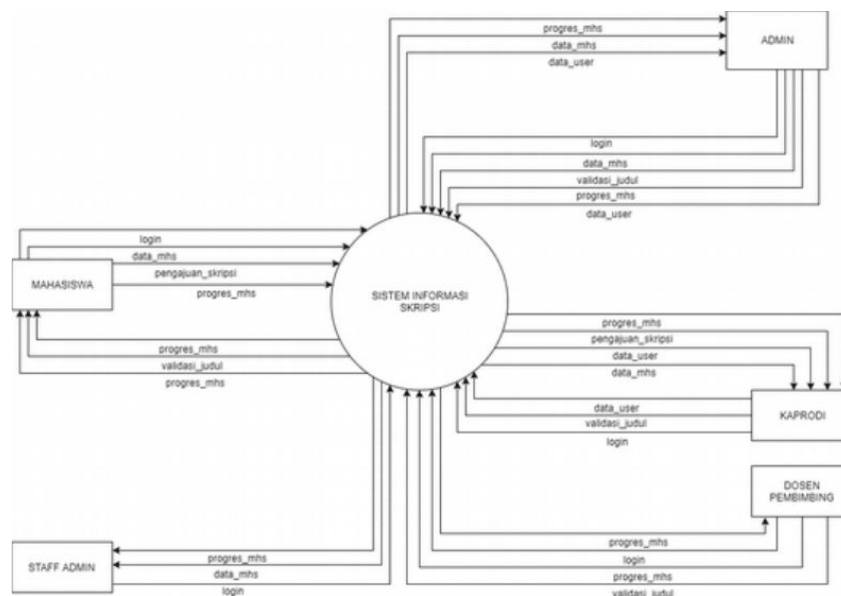 progres_mhs
data_mhs
data_user
ADMIN
login
data_mhs
validasi_judul
progres_mhs
data_user
login
data_mhs
pengajuan_skripsi
progres_mhs
MAHASISWA
SISTEM INFORMASI
SKRIPSI
progres_mhs
validasi_judul
progres_mhs
progres_mhs
pengajuan_skripsi
data_user
data_mhs
data_user
validasi_judul
login
KAPRODI
DOSEN
PEMBIMBING
progres_mhs
login
progres_mhs
validasi_judul
STAFF ADMIN
progres_mhs
data_mhs
login